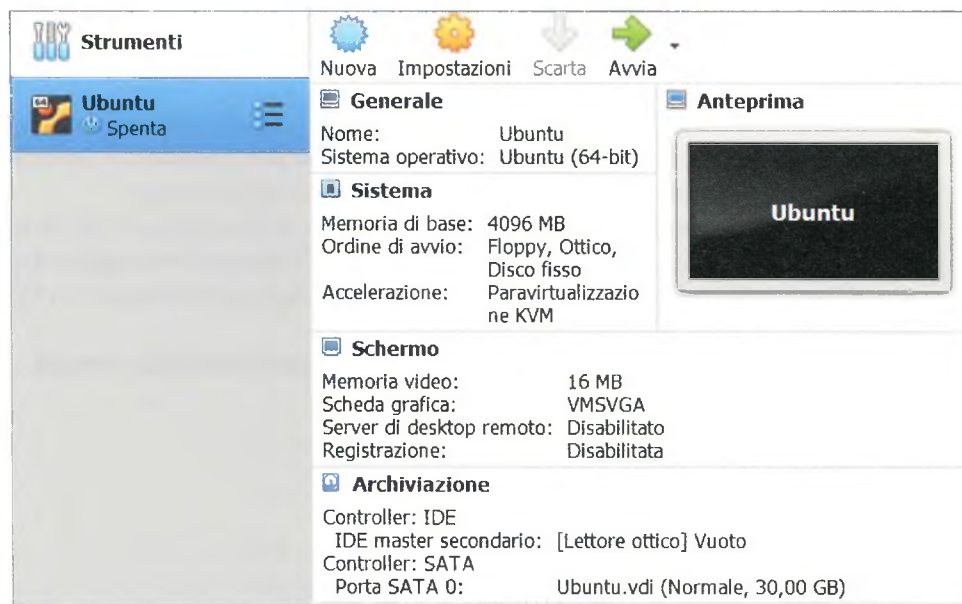 Strumenti
Nuova Impostazioni Scarta Avvia
64
Ubuntu
Spenta
Generale
Nome: Ubuntu
Sistema operativo: Ubuntu (64-bit)
Anteprima
Ubuntu
Sistema
Memoria di base: 4096 MB
Ordine di avvio: Floppy, Ottico,
Disco fisso
Accelerazione: Paravirtualizzazio
ne KVM
Schermo
Memoria video: 16 MB
Scheda grafica: VMSVGA
Server di desktop remoto: Disabilitato
Registrazione: Disabilitata
Archiviazione
Controller: IDE
IDE master secondario: [Lettore ottico] Vuoto
Controller: SATA
Porta SATA 0: Ubuntu.vdi (Normale, 30,00 GB)